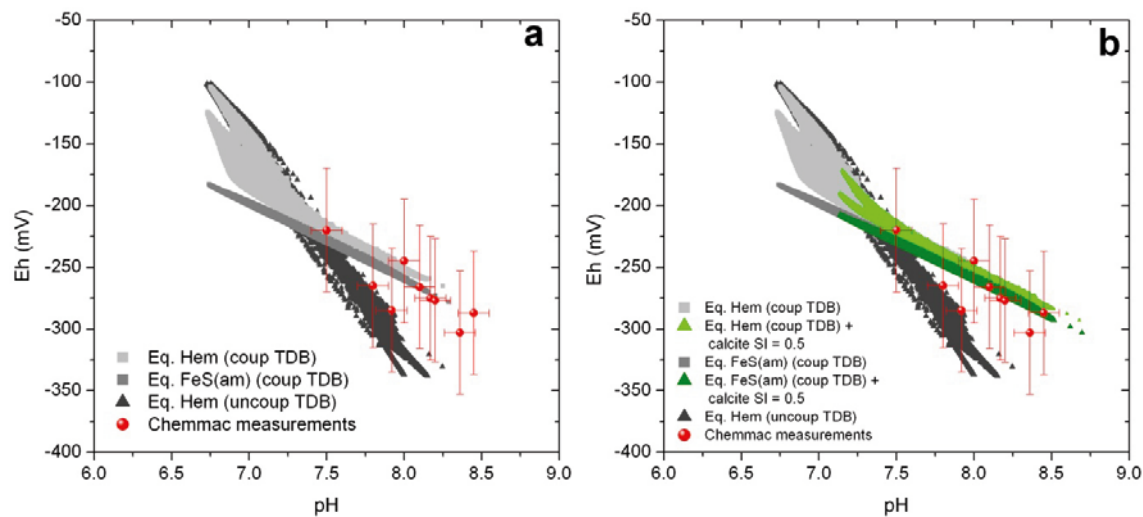 a
-50
-100
-150
-200
-250
-300
-350
-400
Eh (mV)
Eq. Hem (coup TDB)
Eq. FeS(am) (coup TDB)
Eq. Hem (uncoup TDB)
Chemmac measurements
6.0 6.5 7.0 7.5 8.0 8.5 9.0
pH
b
-50
-100
-150
-200
-250
-300
-350
-400
Eh (mV)
Eq. Hem (coup TDB)
Eq. Hem (coup TDB) +
calcite SI = 0.5
Eq. FeS(am) (coup TDB)
Eq. FeS(am) (coup TDB) +
calcite SI = 0.5
Eq. Hem (uncoup TDB)
Chemmac measurements
6.0 6.5 7.0 7.5 8.0 8.5 9.0
pH